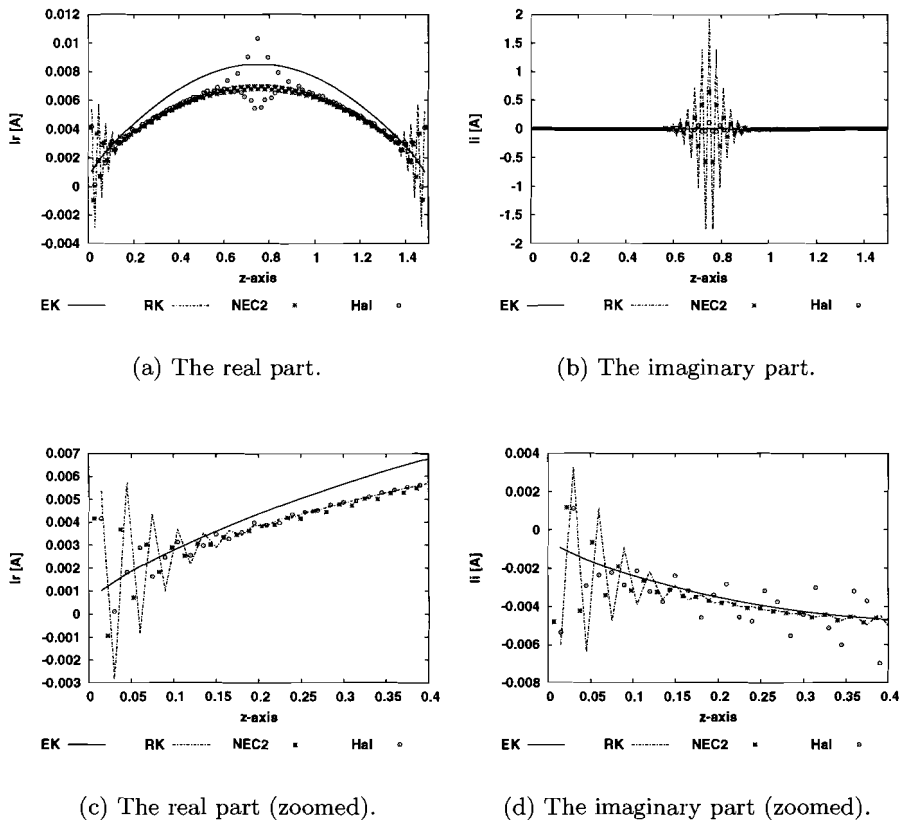 0.012
0.01
0.008
0.006
0.004
0.002
0
-0.002
-0.004
Ir [A]
0 0.2 0.4 0.6 0.8 1 1.2 1.4
z-axis
EK RK NEC2 Hal
(a) The real part.
2
1.5
1
0.5
0
-0.5
-1
-1.5
2
Ii [A]
0 0.2 0.4 0.6 0.8 1 1.2 1.4
z-axis
EK RK NEC2 Hal
(b) The imaginary part.
0.007
0.006
0.005
0.004
0.003
0.002
0.001
0
-0.001
-0.002
-0.003
Ir [A]
0 0.05 0.1 0.15 0.2 0.25 0.3 0.35 0.4
z-axis
EK RK NEC2 Hal
(c) The real part (zoomed).
0.004
0.002
0
-0.002
-0.004
-0.006
-0.008
Ii [A]
0 0.05 0.1 0.15 0.2 0.25 0.3 0.35 0.4
z-axis
EK RK NEC2 Hal
(d) The imaginary part (zoomed).